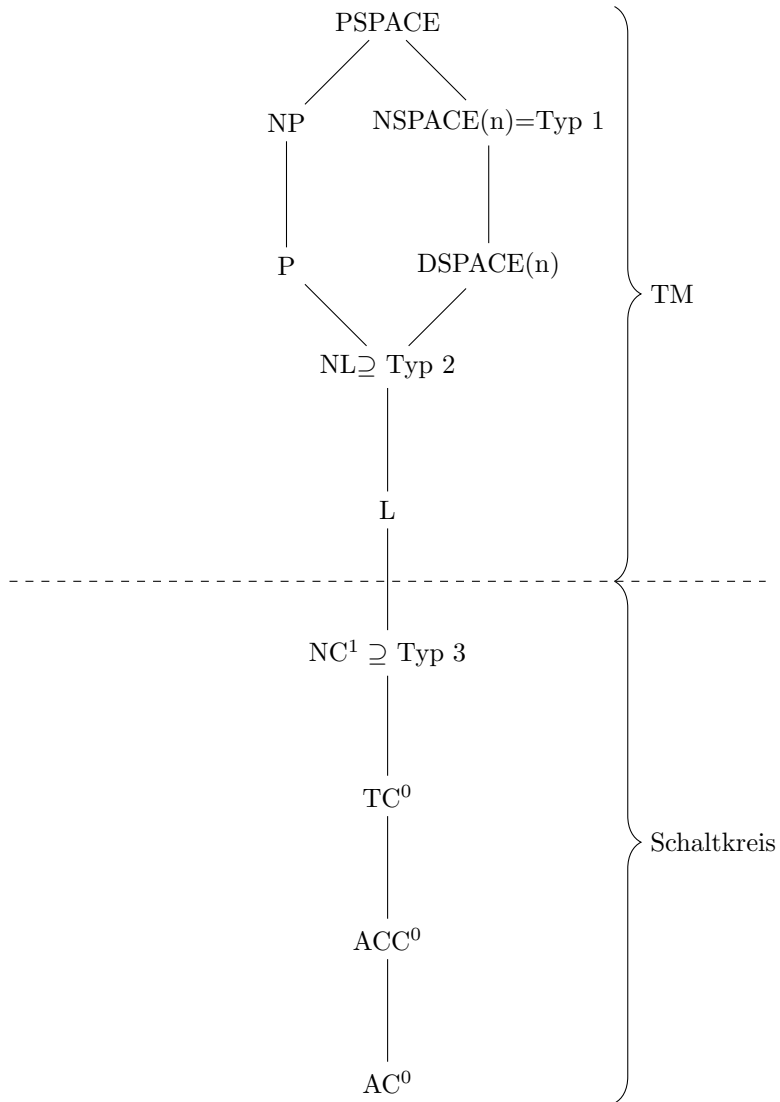 PSPACE
NP
NSPACE(n)=Typ 1
P
DSPACE(n)
TM
NL⊇ Typ 2
L
NC¹ ⊇ Typ 3
TC⁰
Schaltkreis
ACC⁰
AC⁰